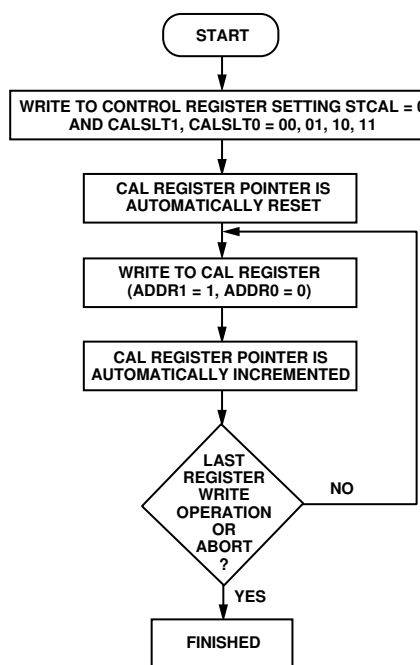 START
WRITE TO CONTROL REGISTER SETTING STCAL = 0
AND CALSLT1, CALSLT0 = 00, 01, 10, 11
CAL REGISTER POINTER IS
AUTOMATICALLY RESET
WRITE TO CAL REGISTER
(ADDR1 = 1, ADDR0 = 0)
CAL REGISTER POINTER IS
AUTOMATICALLY INCREMENTED
LAST
REGISTER
WRITE
OPERATION
OR
ABORT
?
NO
YES
FINISHED